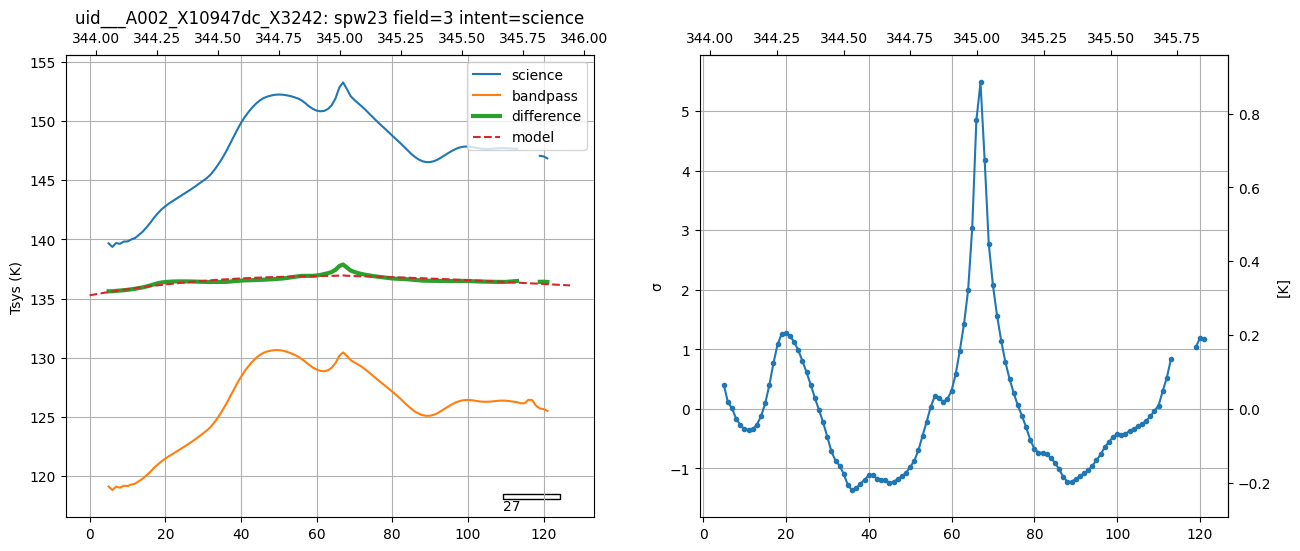 uid___A002_X10947dc_X3242: spw23 field=3 intent=science
344.00 344.25 344.50 344.75 345.00 345.25 345.50 345.75 346.00
155
150
145
140
135
130
125
120
Tsys (K)
science
bandpass
difference
model
27
0 20 40 60 80 100 120
344.00 344.25 344.50 344.75 345.00 345.25 345.50 345.75
5
4
3
2
1
0
−1
σ
0.8
0.6
0.4
0.2
0.0
−0.2
[K]
0 20 40 60 80 100 120